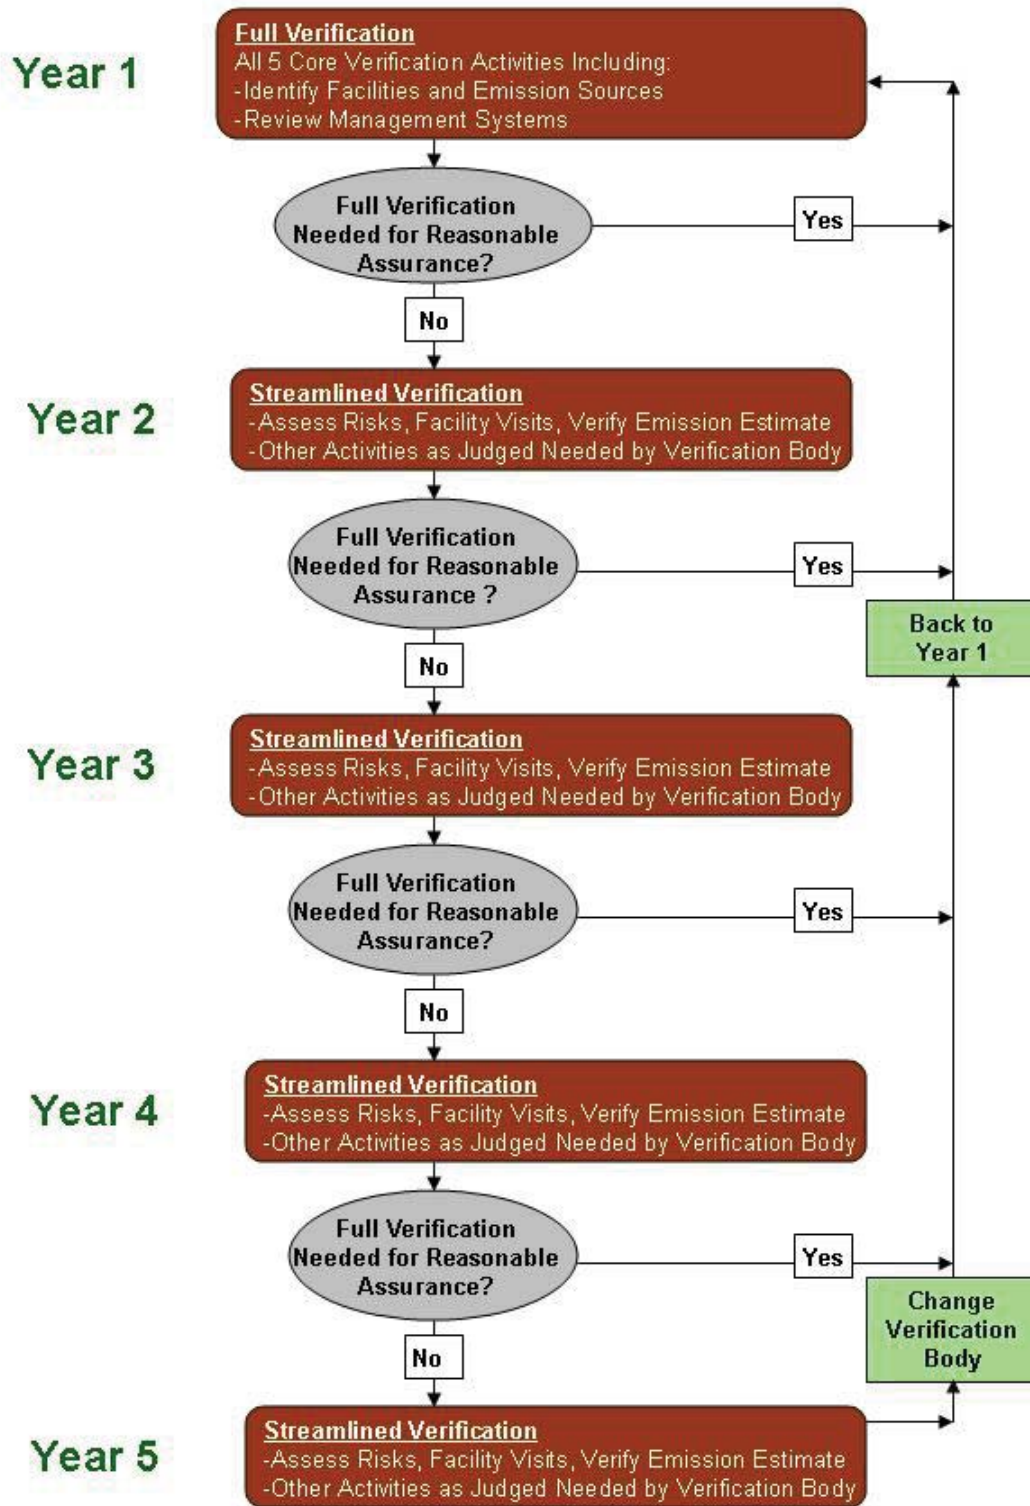 Year 1
Full Verification
All 5 Core Verification Activities Including:
-Identify Facilities and Emission Sources
-Review Management Systems
Full Verification
Needed for Reasonable
Assurance?
Yes
No
Year 2
Streamlined Verification
-Assess Risks, Facility Visits, Verify Emission Estimate
-Other Activities as Judged Needed by Verification Body
Full Verification
Needed for Reasonable
Assurance ?
Yes
No
Back to
Year 1
Year 3
Streamlined Verification
-Assess Risks, Facility Visits, Verify Emission Estimate
-Other Activities as Judged Needed by Verification Body
Full Verification
Needed for Reasonable
Assurance?
Yes
No
Year 4
Streamlined Verification
-Assess Risks, Facility Visits, Verify Emission Estimate
-Other Activities as Judged Needed by Verification Body
Full Verification
Needed for Reasonable
Assurance?
Yes
No
Change
Verification
Body
Year 5
Streamlined Verification
-Assess Risks, Facility Visits, Verify Emission Estimate
-Other Activities as Judged Needed by Verification Body